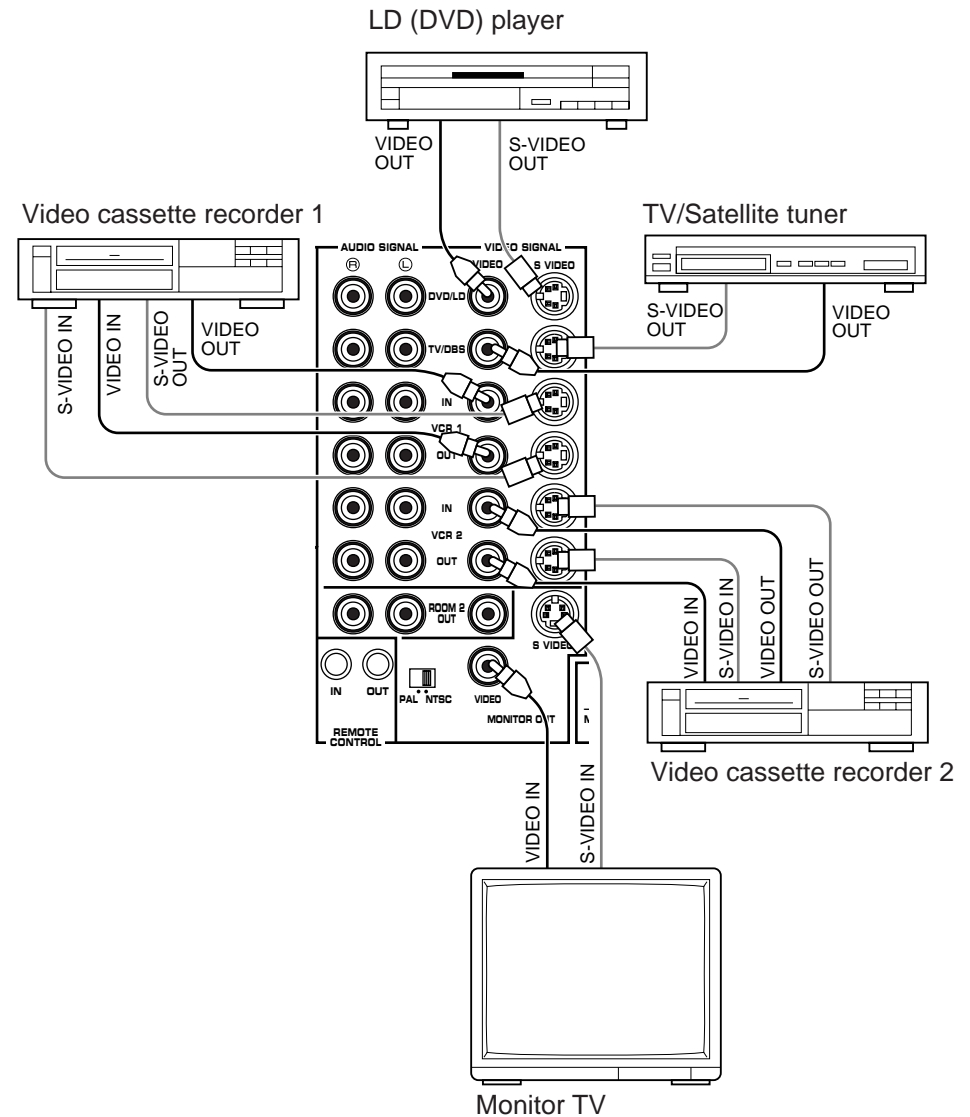 LD (DVD) player
VIDEO
OUT
S-VIDEO
OUT
Video cassette recorder 1
TV/Satellite tuner
S-VIDEO IN
VIDEO IN
S-VIDEO
OUT
VIDEO
OUT
S-VIDEO
OUT
VIDEO
OUT
AUDIO SIGNAL
VIDEO SIGNAL
R
L
VIDEO
S VIDEO
DVD/LD
TV/DBS
IN
VCR 1
OUT
IN
VCR 2
OUT
ROOM 2
OUT
S VIDEO
IN
OUT
PAL
NTSC
VIDEO
MONITOR OUT
REMOTE
CONTROL
VIDEO IN
S-VIDEO IN
VIDEO OUT
S-VIDEO OUT
Video cassette recorder 2
VIDEO IN
S-VIDEO IN
Monitor TV